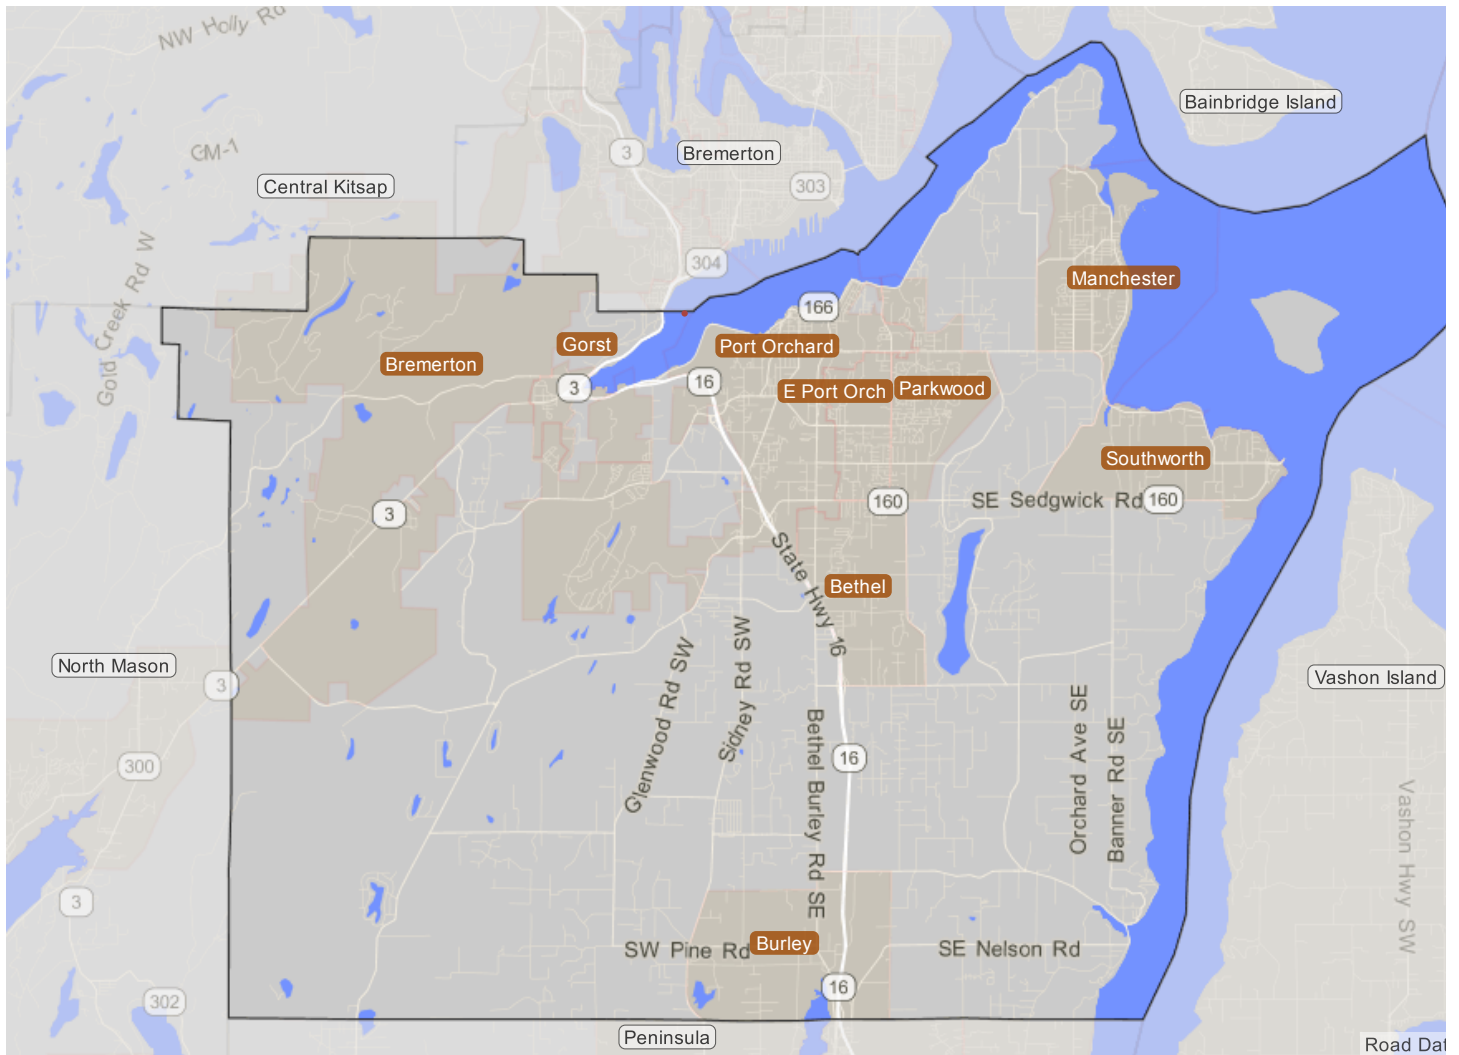 NW Holly Rd
Bainbridge Island
GM-1
3
Bremerton
Central Kitsap
303
Gold Creek Rd W
304
Manchester
166
Gorst
Port Orchard
Bremerton
3
16
E Port Orch
Parkwood
Southworth
3
160
SE Sedgwick Rd
160
State Hwy 16
Bethel
North Mason
3
Glenwood Rd SW
Sidney Rd SW
Vashon Island
300
16
Bethel Burley Rd SE
Orchard Ave SE
Banner Rd SE
Vashon Hwy SW
3
SW Pine Rd
Burley
SE Nelson Rd
302
16
Peninsula
Road Dat